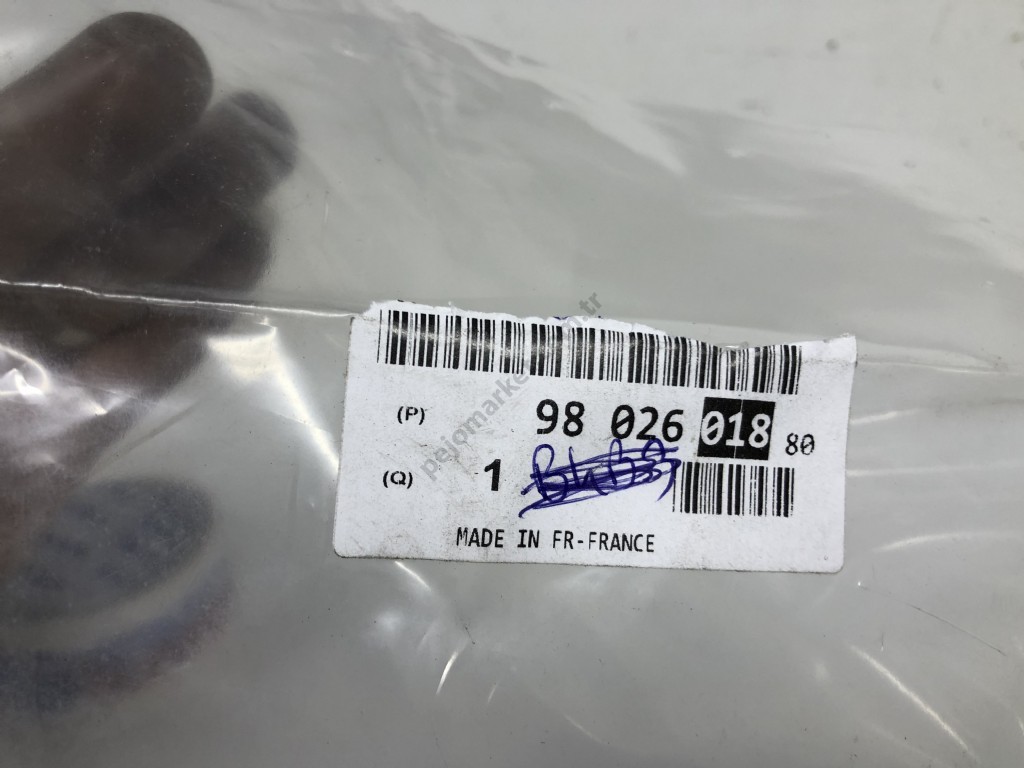 (P) 98 026 018 80
(Q) 1
MADE IN FR-FRANCE